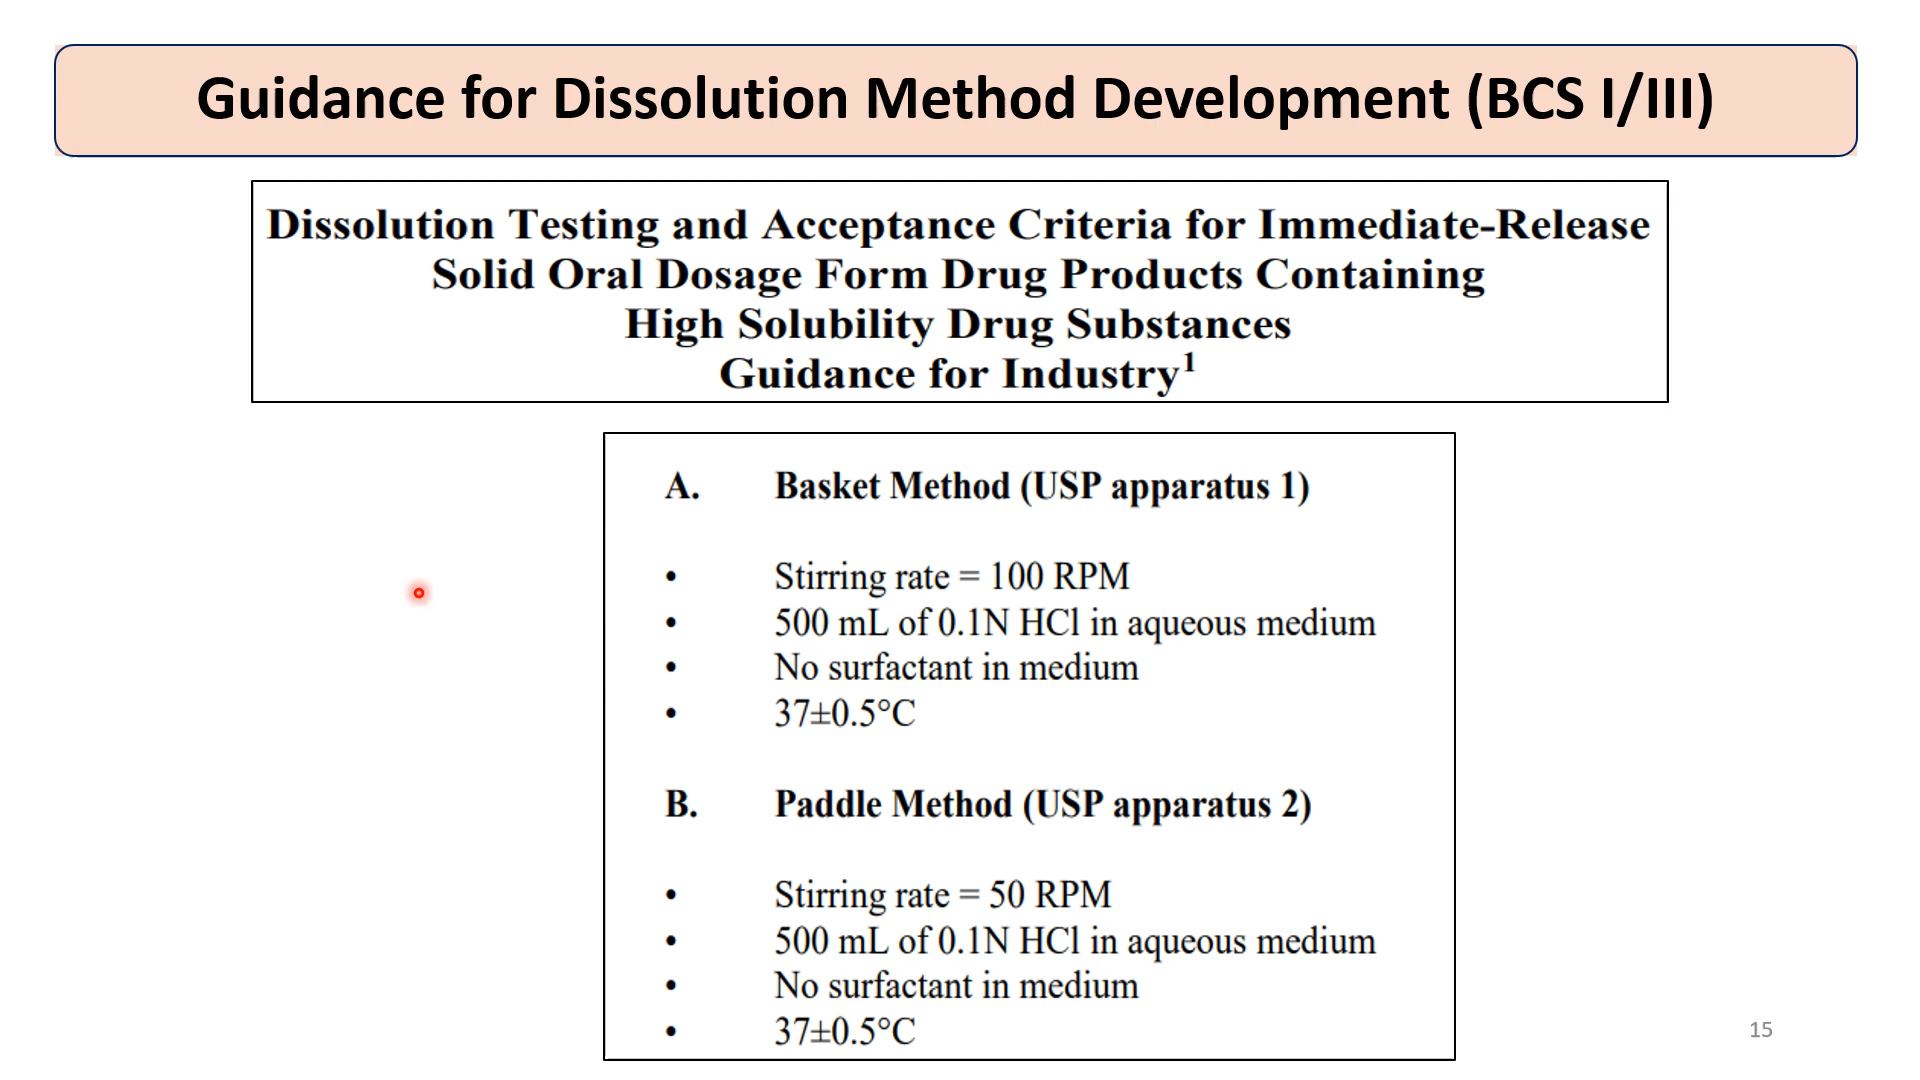 Guidance for Dissolution Method Development (BCS I/III)
Dissolution Testing and Acceptance Criteria for Immediate-Release
Solid Oral Dosage Form Drug Products Containing
High Solubility Drug Substances
Guidance for Industry¹
A. Basket Method (USP apparatus 1)
• Stirring rate = 100 RPM
• 500 mL of 0.1N HCl in aqueous medium
• No surfactant in medium
• 37±0.5°C
B. Paddle Method (USP apparatus 2)
• Stirring rate = 50 RPM
• 500 mL of 0.1N HCl in aqueous medium
• No surfactant in medium
• 37±0.5°C
15